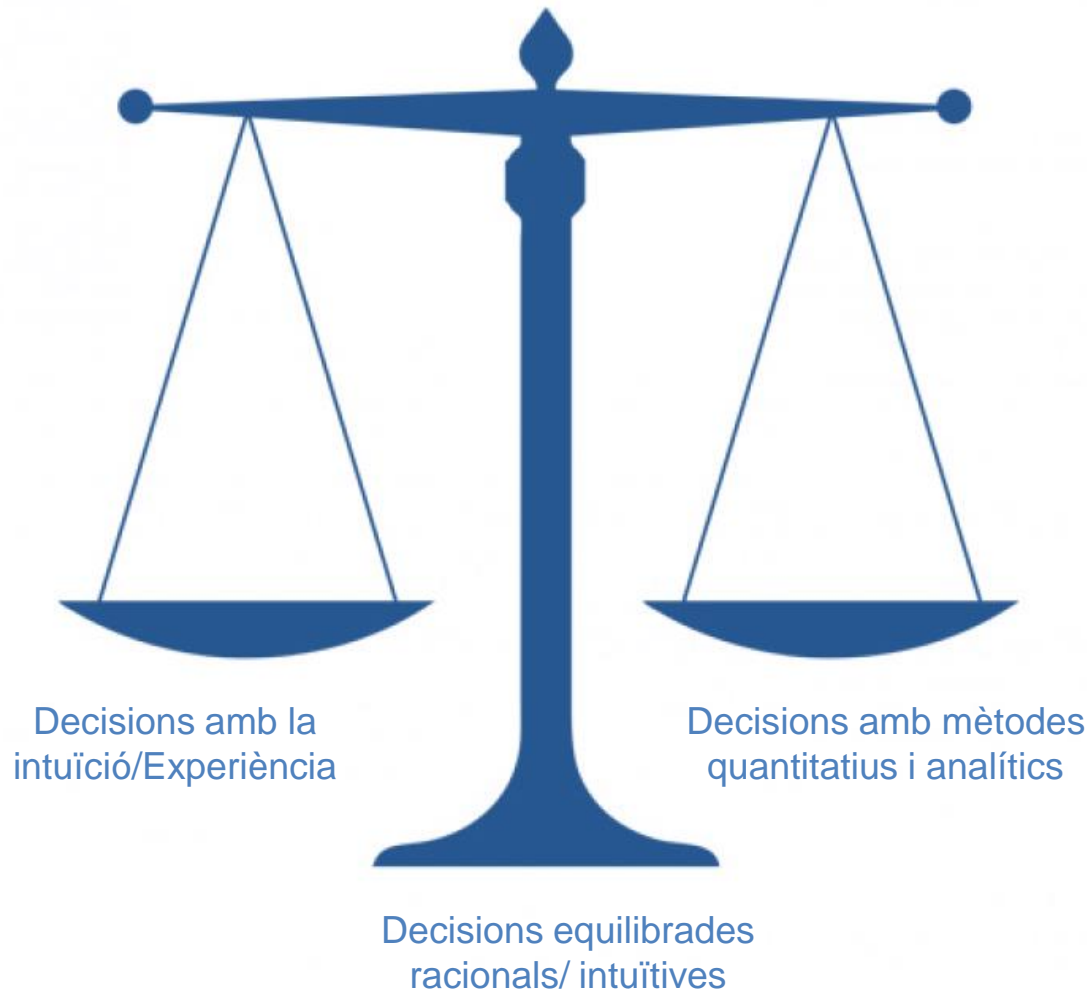 Decisions amb la
intuïció/Experiència
Decisions amb mètodes
quantitatius i analítics
Decisions equilibrades
racionals/ intuïtives